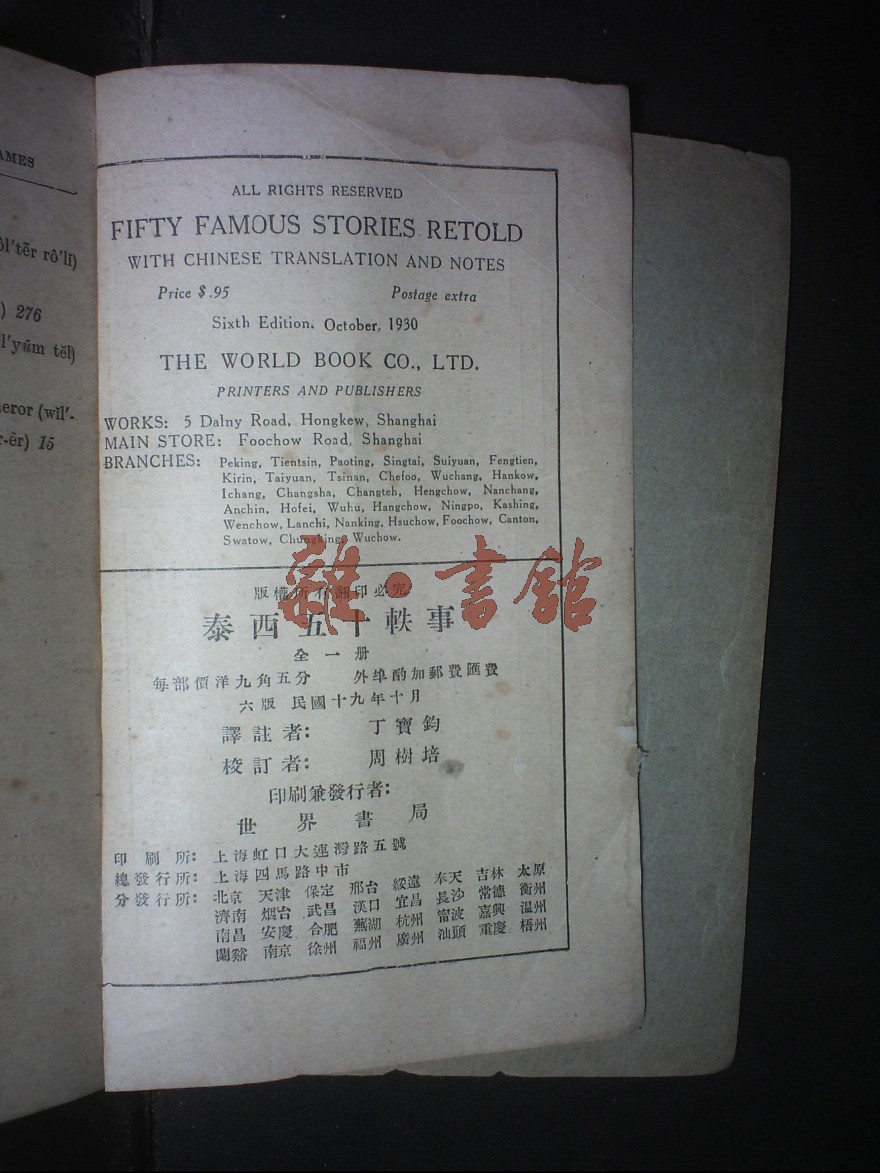 AMES
ôl'tẽr rô'lĭ)
) 276
l'yŭm tĕl)
eror (wĭl'-
r-ẽr) 15
ALL RIGHTS RESERVED
FIFTY FAMOUS STORIES RETOLD
WITH CHINESE TRANSLATION AND NOTES
Price $ .95 Postage extra
Sixth Edition. October, 1930
THE WORLD BOOK CO., LTD.
PRINTERS AND PUBLISHERS
WORKS: 5 Dalny Road, Hongkew, Shanghai
MAIN STORE: Foochow Road, Shanghai
BRANCHES: Peking, Tientsin, Paoting, Singtai, Suiyuan, Fengtien,
Kirin, Taiyuan, Tsinan, Chefoo, Wuchang, Hankow,
Ichang, Changsha, Changteh, Hengchow, Nanchang,
Anchin, Hofei, Wuhu, Hangchow, Ningpo, Kashing,
Wenchow, Lanchi, Nanking, Hsuchow, Foochow, Canton,
Swatow, Chungking, Wuchow.
雜·書館
版權所有翻印必究
泰西五十軼事
全一册
每部價洋九角五分 外埠酌加郵費匯費
六版 民國十九年十月
譯註者: 丁寶鈞
校訂者: 周樹培
印刷兼發行者:
世界書局
印刷所: 上海虹口大連灣路五號
總發行所: 上海四馬路中市
分發行所: 北京 天津 保定 邢台 綏遠 奉天 吉林 太原
濟南 烟台 武昌 漢口 宜昌 長沙 常德 衡州
南昌 安慶 合肥 蕪湖 杭州 甯波 嘉興 温州
蘭谿 南京 徐州 福州 廣州 汕頭 重慶 梧州